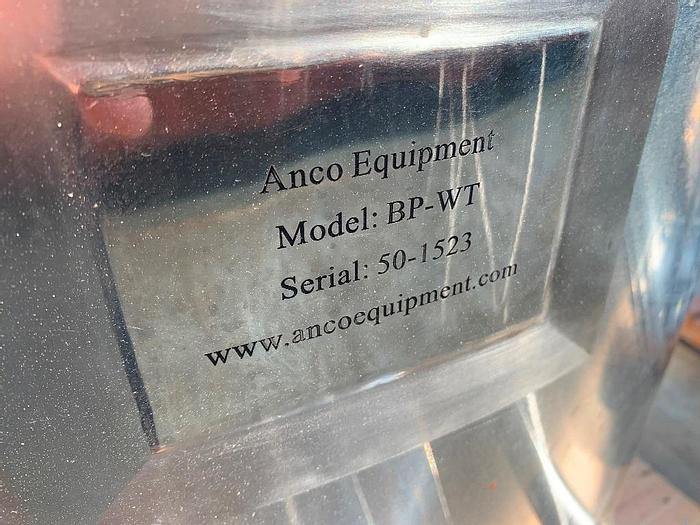 Anco Equipment
Model: BP-WT
Serial: 50-1523
www.ancoequipment.com